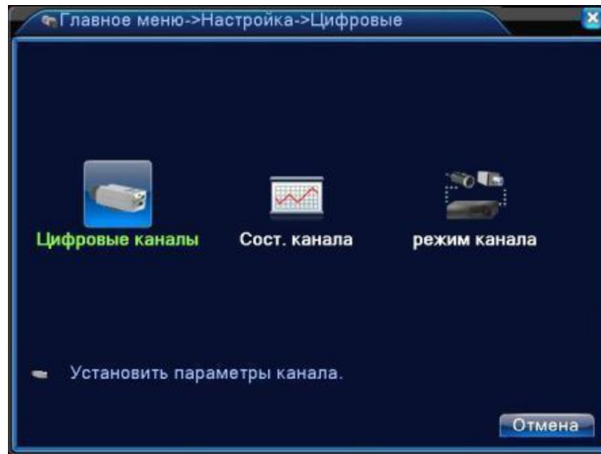 Главное меню->Настройка->Цифровые
Цифровые каналы
Сост. канала
режим канала
Установить параметры канала.
Отмена